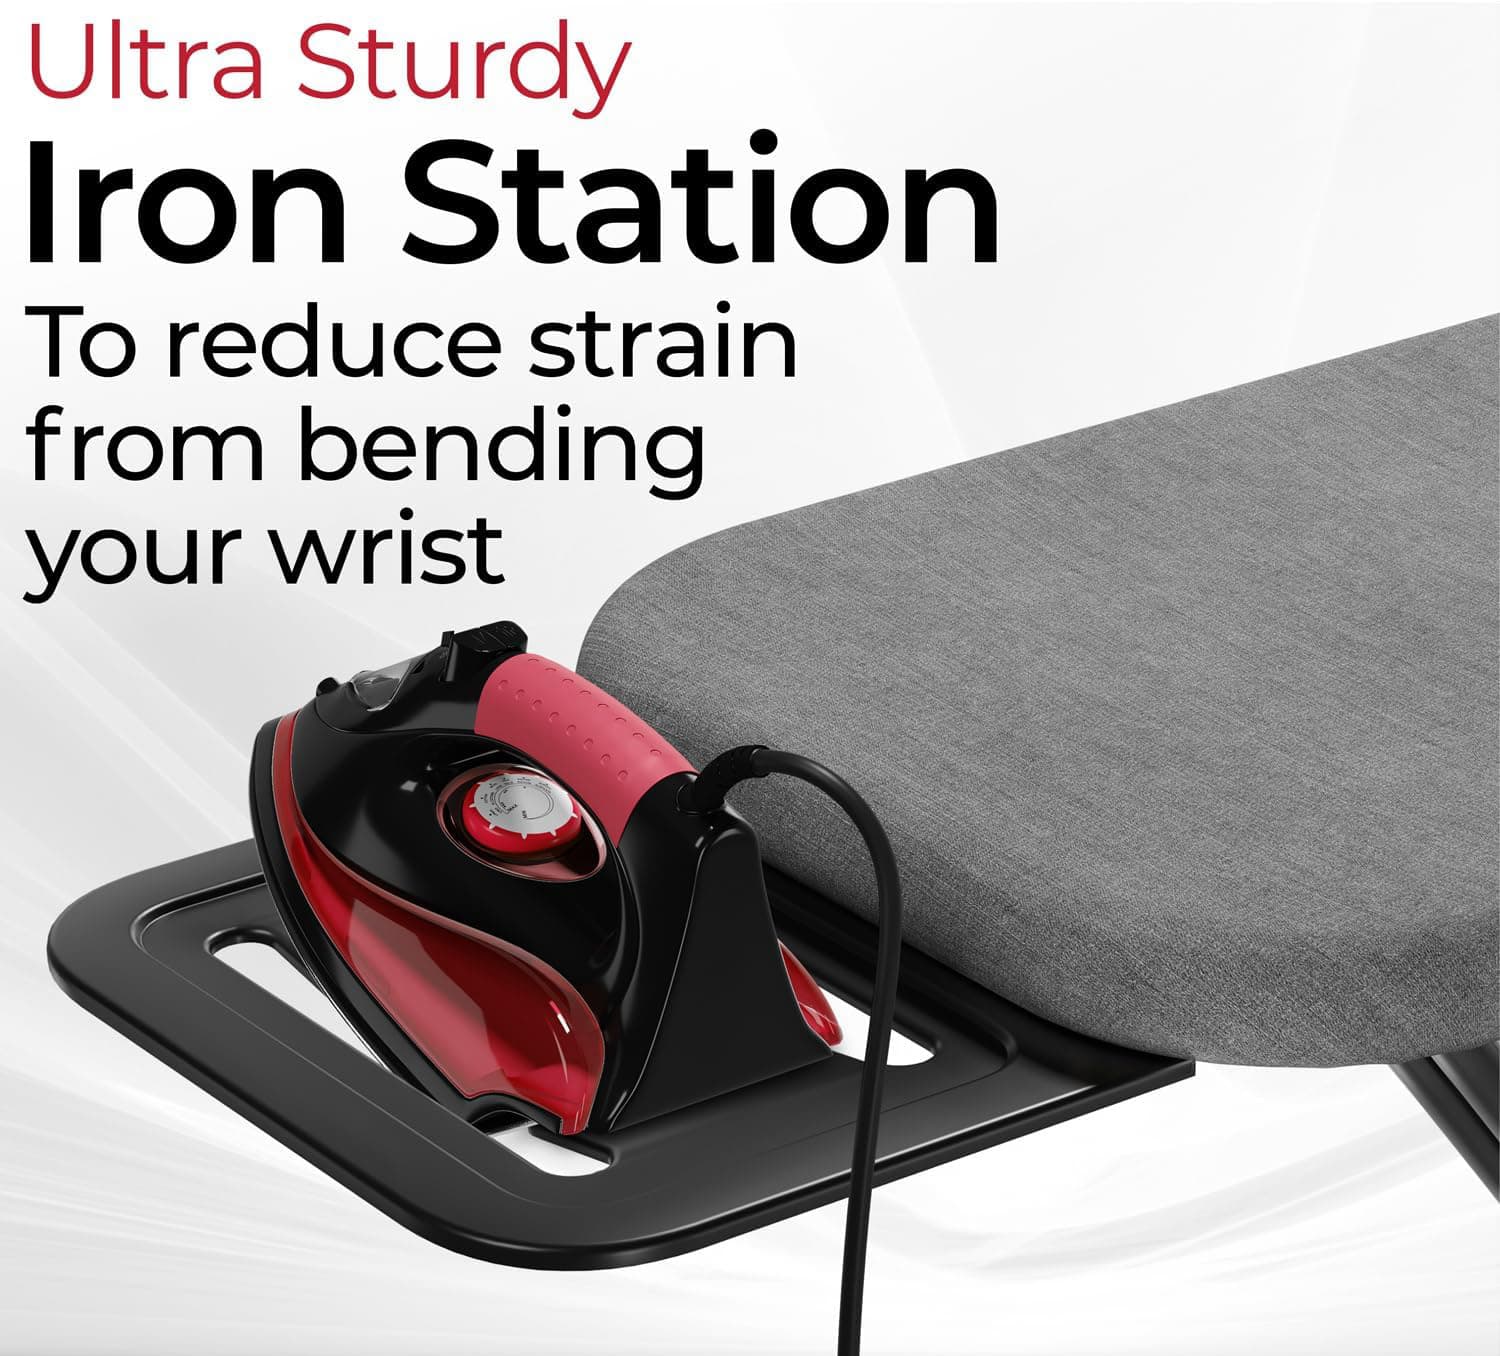 Ultra Sturdy
Iron Station
To reduce strain
from bending
your wrist